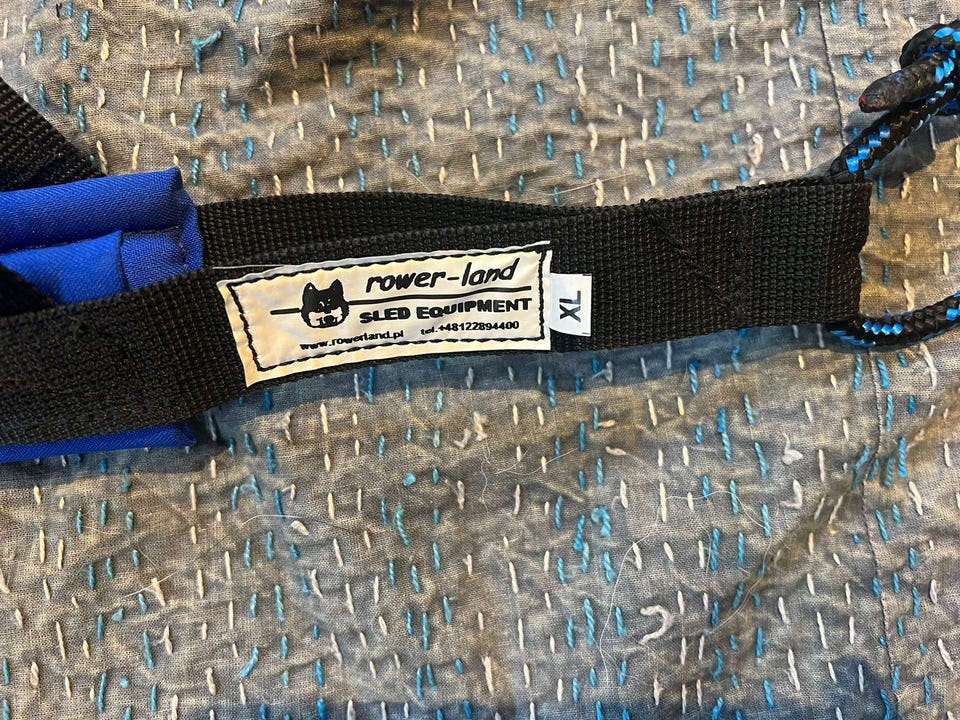 rower-land
SLED EQUIPMENT
www.rowerland.pl tel.+48122894400
XL